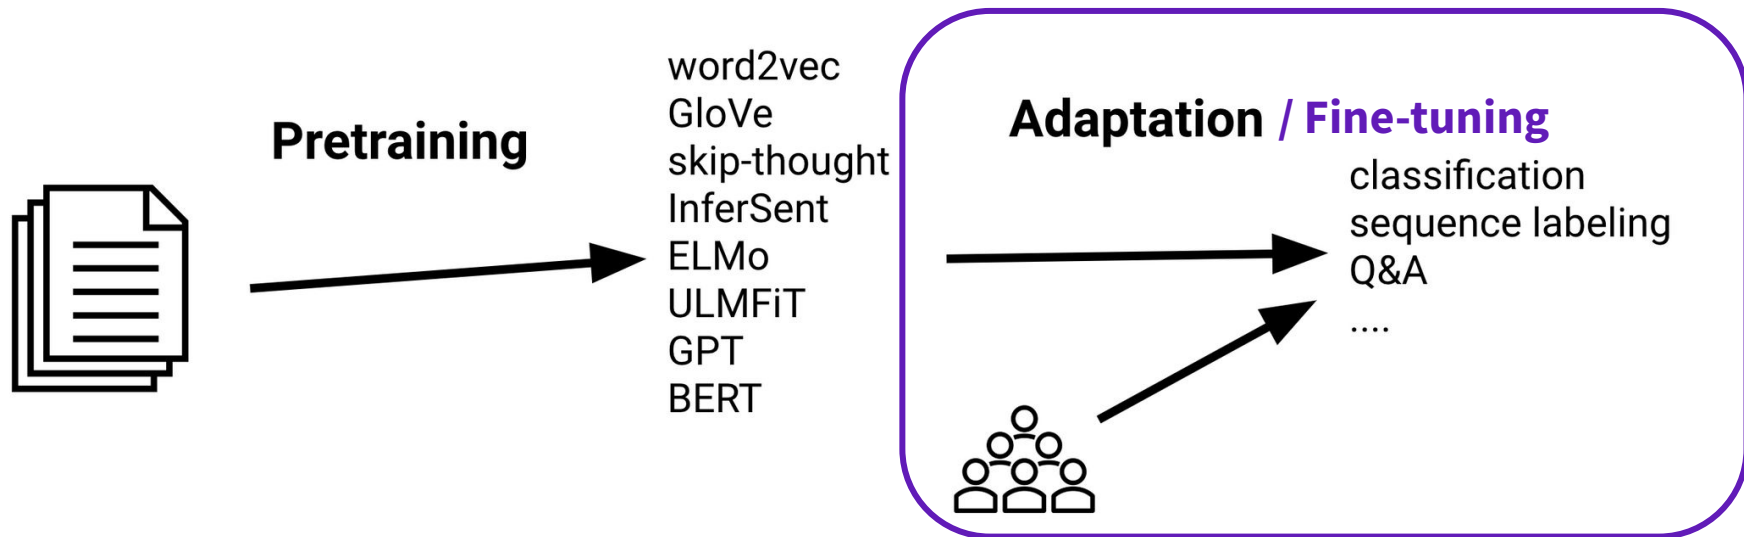 Pretraining
word2vec
GloVe
skip-thought
InferSent
ELMo
ULMFiT
GPT
BERT
Adaptation / Fine-tuning
classification
sequence labeling
Q&A
....